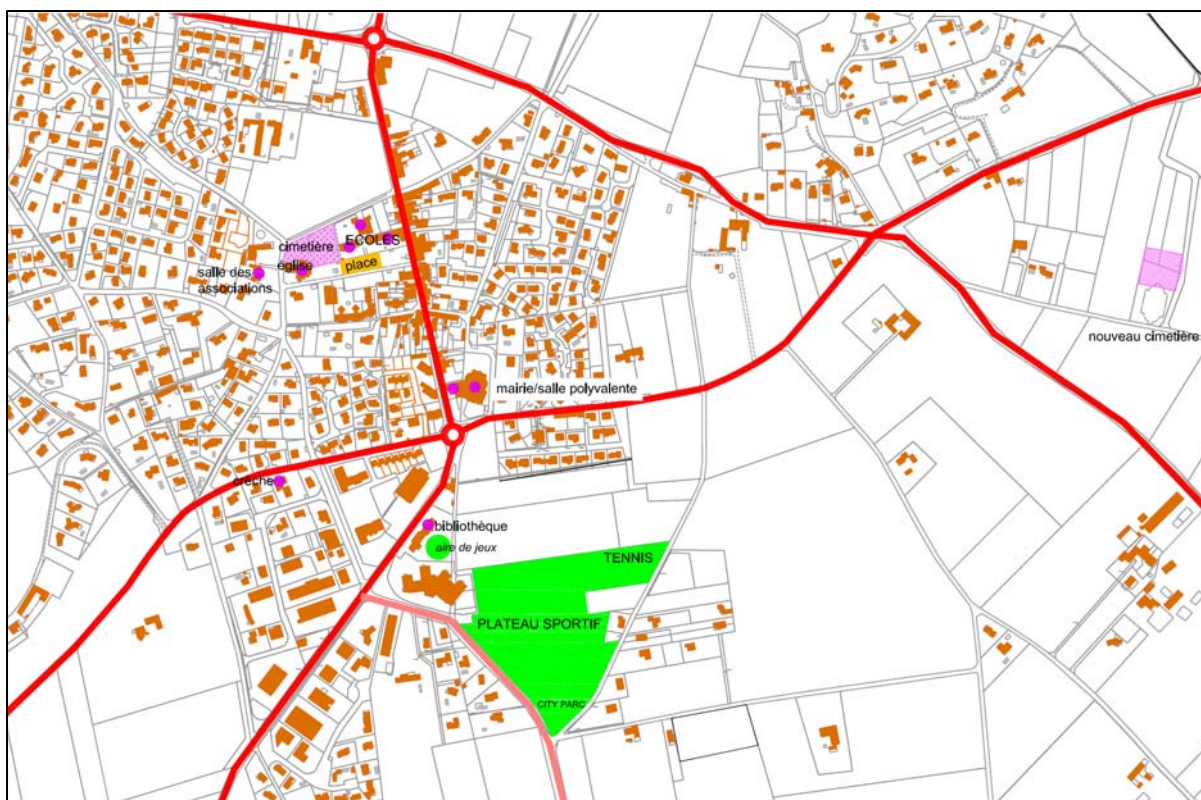 cimetière
ECOLES
église
place
salle des
associations
nouveau cimetière
mairie/salle polyvalente
crèche
bibliothèque
aire de jeux
TENNIS
PLATEAU SPORTIF
CITY PARC